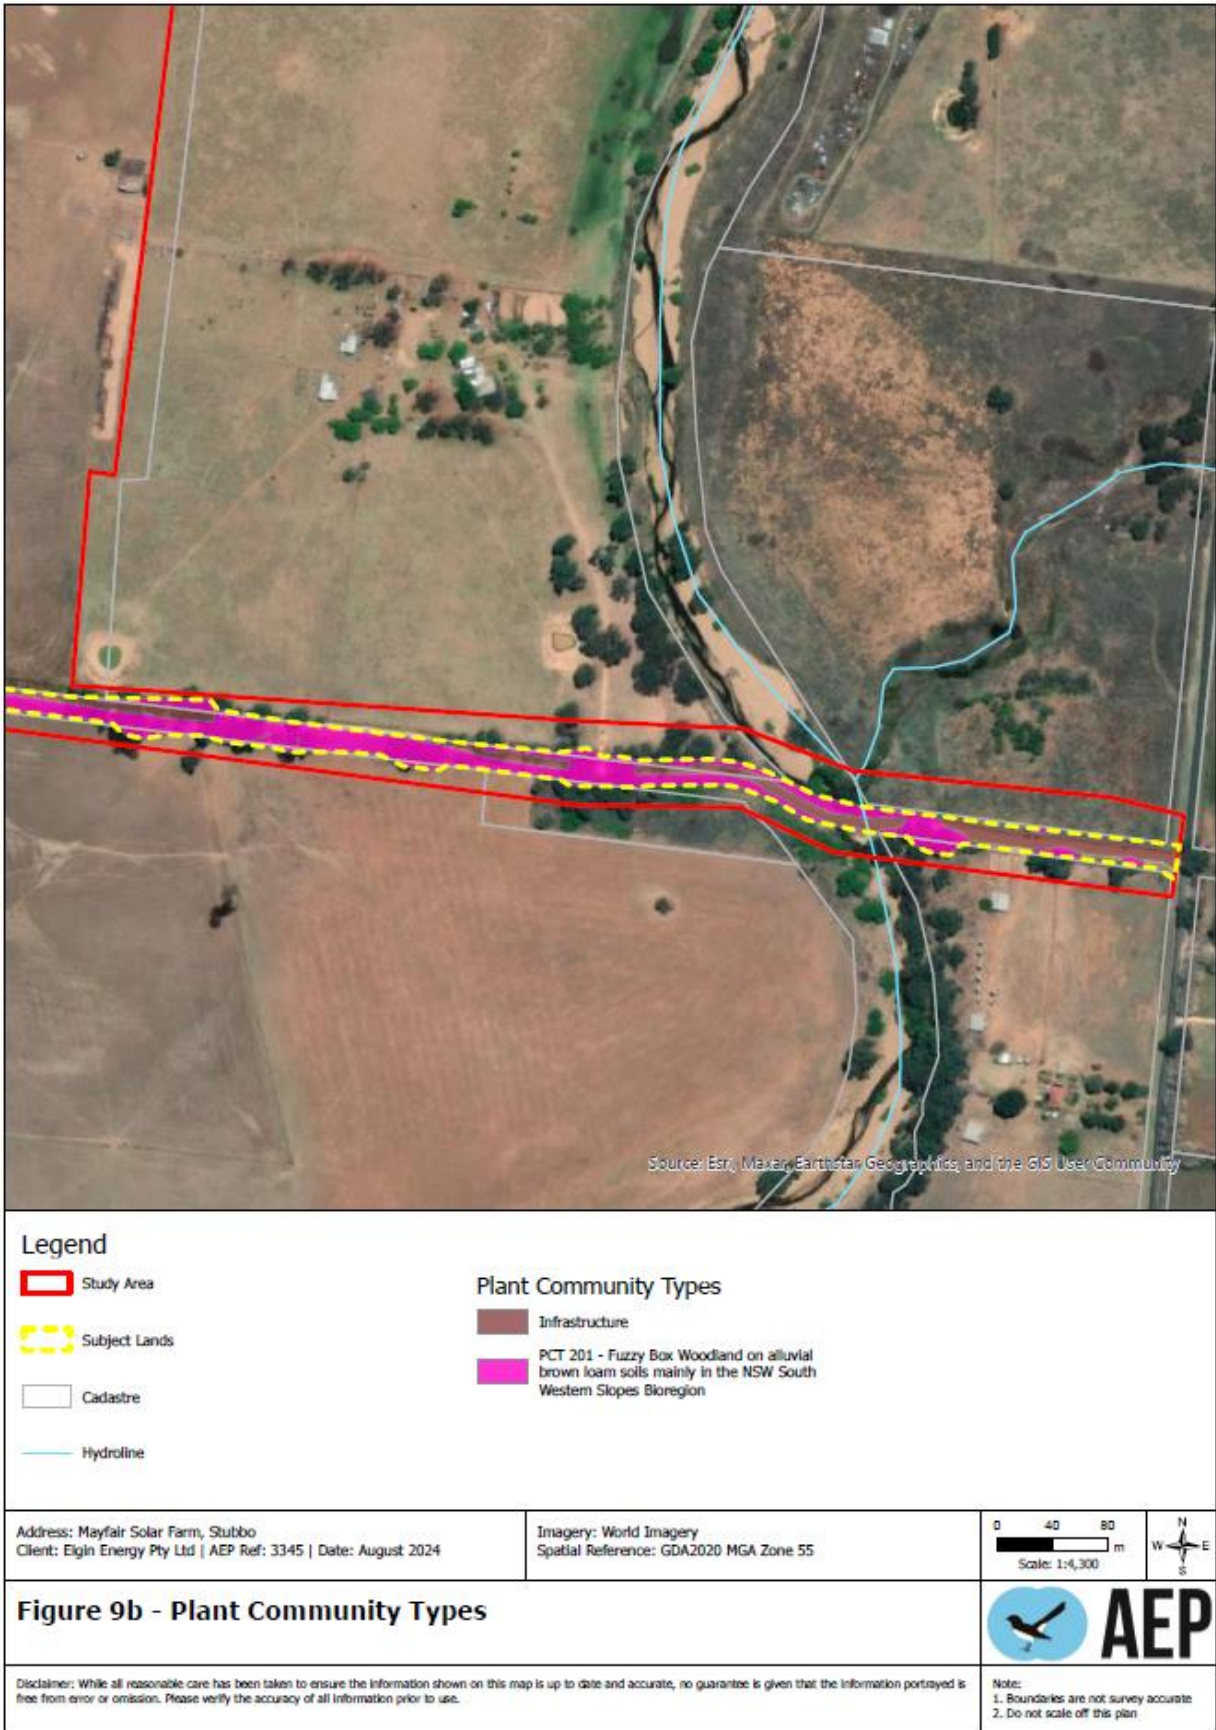 Source: Esri, Maxar, Earthstar Geographics, and the GIS User Community
Legend
Study Area
Subject Lands
Cadastre
Hydroline
Plant Community Types
Infrastructure
PCT 201 - Fuzzy Box Woodland on alluvial
brown loam soils mainly in the NSW South
Western Slopes Bioregion
Address: Mayfair Solar Farm, Stubbo
Client: Elgin Energy Pty Ltd | AEP Ref: 3345 | Date: August 2024
Imagery: World Imagery
Spatial Reference: GDA2020 MGA Zone 55
0 40 80
m
Scale: 1:4,300
N
W E
S
Figure 9b - Plant Community Types
AEP
Disclaimer: While all reasonable care has been taken to ensure the information shown on this map is up to date and accurate, no guarantee is given that the information portrayed is
free from error or omission. Please verify the accuracy of all information prior to use.
Note:
1. Boundaries are not survey accurate
2. Do not scale off this plan